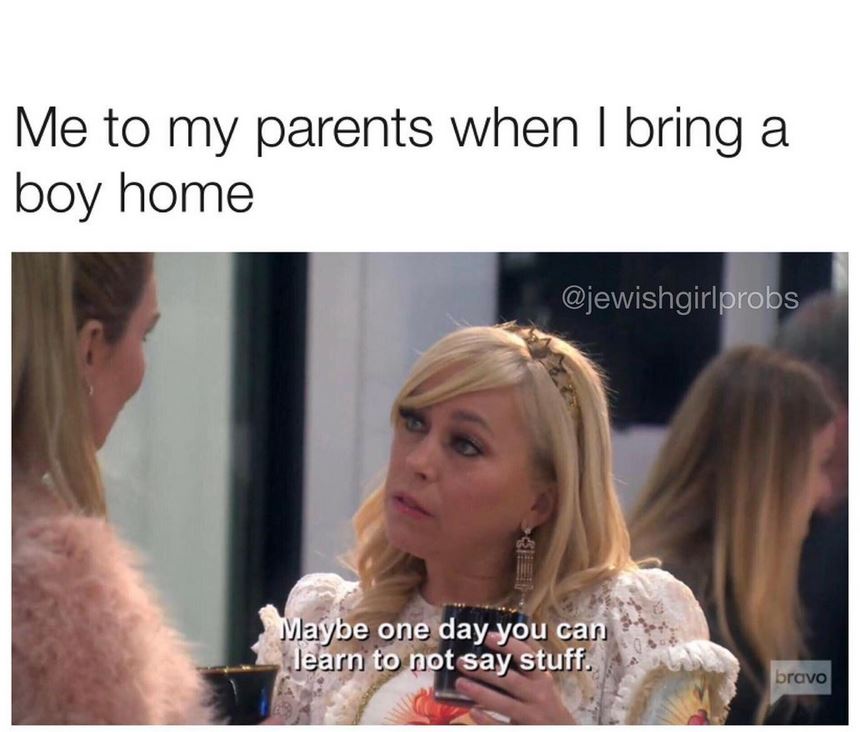 Me to my parents when I bring a
boy home
@jewishgirlprobs
Maybe one day you can
learn to not say stuff.
bravo